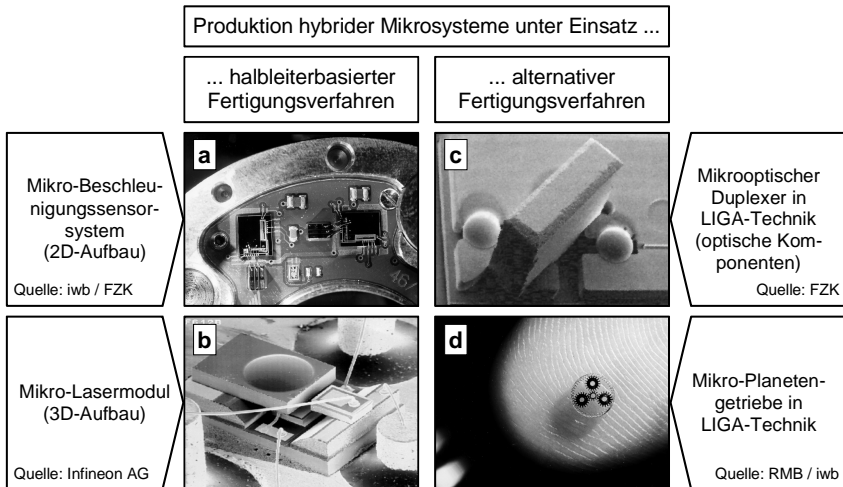 Produktion hybrider Mikrosysteme unter Einsatz ...
... halbleiterbasierter
Fertigungsverfahren
... alternativer
Fertigungsverfahren
Mikro-Beschleu-
nigungssensor-
system
(2D-Aufbau)
Quelle: iwb / FZK
a
c
Mikrooptischer
Duplexer in
LIGA-Technik
(optische Kom-
ponenten)
Quelle: FZK
Mikro-Lasermodul
(3D-Aufbau)
Quelle: Infineon AG
b
d
Mikro-Planeten-
getriebe in
LIGA-Technik
Quelle: RMB / iwb